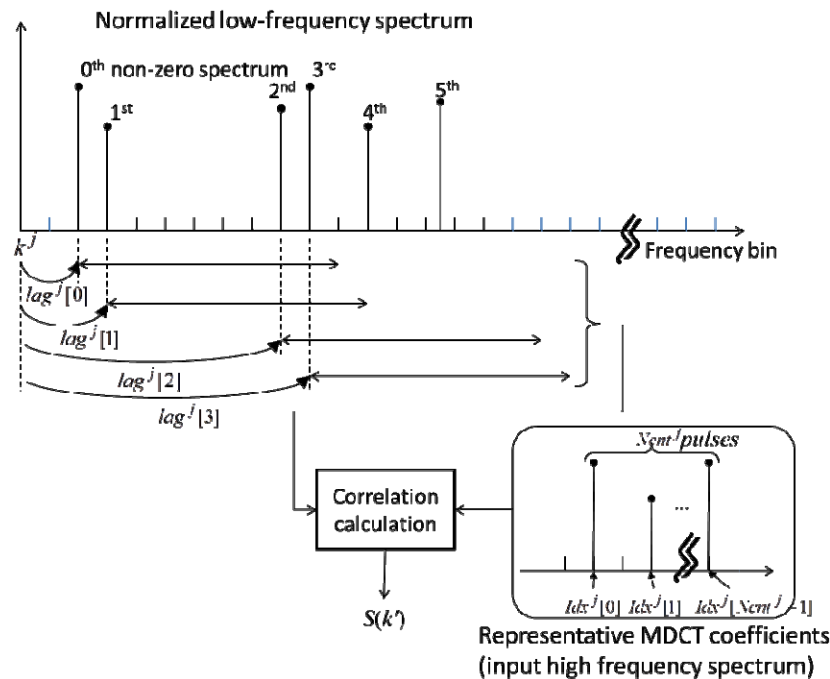 Normalized low-frequency spectrum
0th non-zero spectrum
1st
2nd
3rc
4th
5th
k^j
Frequency bin
lag^j[0]
lag^j[1]
lag^j[2]
lag^j[3]
Ncnt^j pulses
...
Correlation
calculation
Idx^j[0] Idx^j[1] Idx^j[Ncnt^j-1]
S(k')
Representative MDCT coefficients
(input high frequency spectrum)